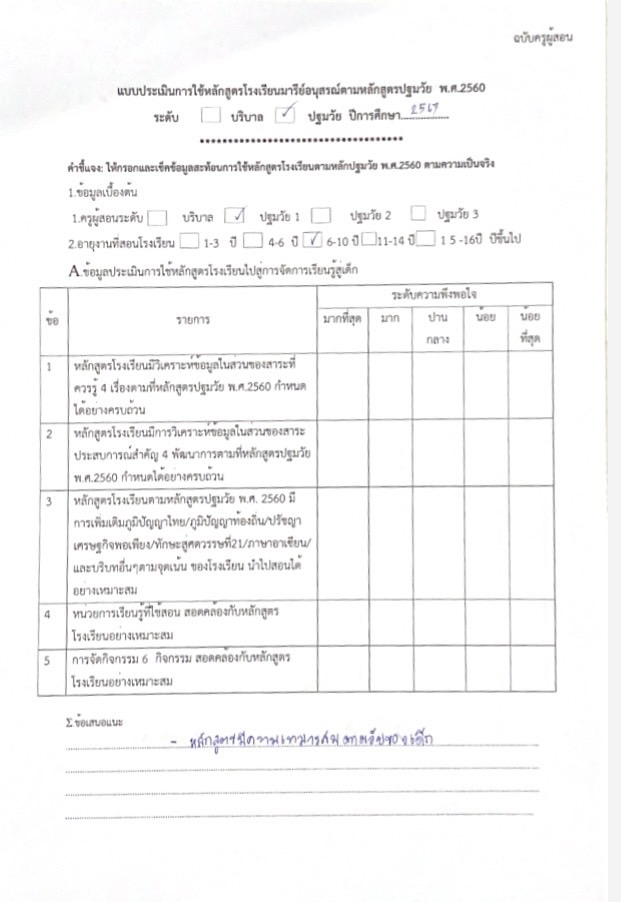 ฉบับครูผู้สอน
แบบประเมินการใช้หลักสูตรโรงเรียนมารีย์อนุสรณ์ตามหลักสูตรปฐมวัย พ.ศ.2560
ระดับ ☐ บริบาล ☑ ปฐมวัย ปีการศึกษา 2567
คำชี้แจง: ให้กรอกและเช็คข้อมูลสะท้อนการใช้หลักสูตรโรงเรียนตามหลักปฐมวัย พ.ศ.2560 ตามความเป็นจริง
1.ข้อมูลเบื้องต้น
1.ครูผู้สอนระดับ ☐ บริบาล ☑ ปฐมวัย 1 ☐ ปฐมวัย 2 ☐ ปฐมวัย 3
2.อายุงานที่สอนโรงเรียน ☐ 1-3 ปี ☐ 4-6 ปี ☑ 6-10 ปี ☐ 11-14 ปี ☐ 1 5 -16ปี ปีขึ้นไป
A.ข้อมูลประเมินการใช้หลักสูตรโรงเรียนไปสู่การจัดการเรียนรู้สู่เด็ก
ข้อ รายการ ระดับความพึงพอใจ
มากที่สุด มาก ปานกลาง น้อย น้อยที่สุด
1 หลักสูตรโรงเรียนมีวิเคราะห์ข้อมูลในส่วนของสาระที่
ควรรู้ 4 เรื่องตามที่หลักสูตรปฐมวัย พ.ศ.2560 กำหนด
ได้อย่างครบถ้วน
2 หลักสูตรโรงเรียนมีการวิเคราะห์ข้อมูลในส่วนของสาระ
ประสบการณ์สำคัญ 4 พัฒนาการตามที่หลักสูตรปฐมวัย
พ.ศ.2560 กำหนดได้อย่างครบถ้วน
3 หลักสูตรโรงเรียนตามหลักสูตรปฐมวัย พ.ศ. 2560 มี
การเพิ่มเติมภูมิปัญญาไทย/ภูมิปัญญาท้องถิ่น/ปรัชญา
เศรษฐกิจพอเพียง/ทักษะสู่ศตวรรษที่21/ภาษาอาเซียน/
และบริบทอื่นๆตามจุดเน้น ของโรงเรียน นำไปสอนได้
อย่างเหมาะสม
4 หน่วยการเรียนรู้ที่ใช้สอน สอดคล้องกับหลักสูตร
โรงเรียนอย่างเหมาะสม
5 การจัดกิจกรรม 6 กิจกรรม สอดคล้องกับหลักสูตร
โรงเรียนอย่างเหมาะสม
Σ ข้อเสนอแนะ
- หลักสูตรมีความเหมาะสมตามวัยของเด็ก